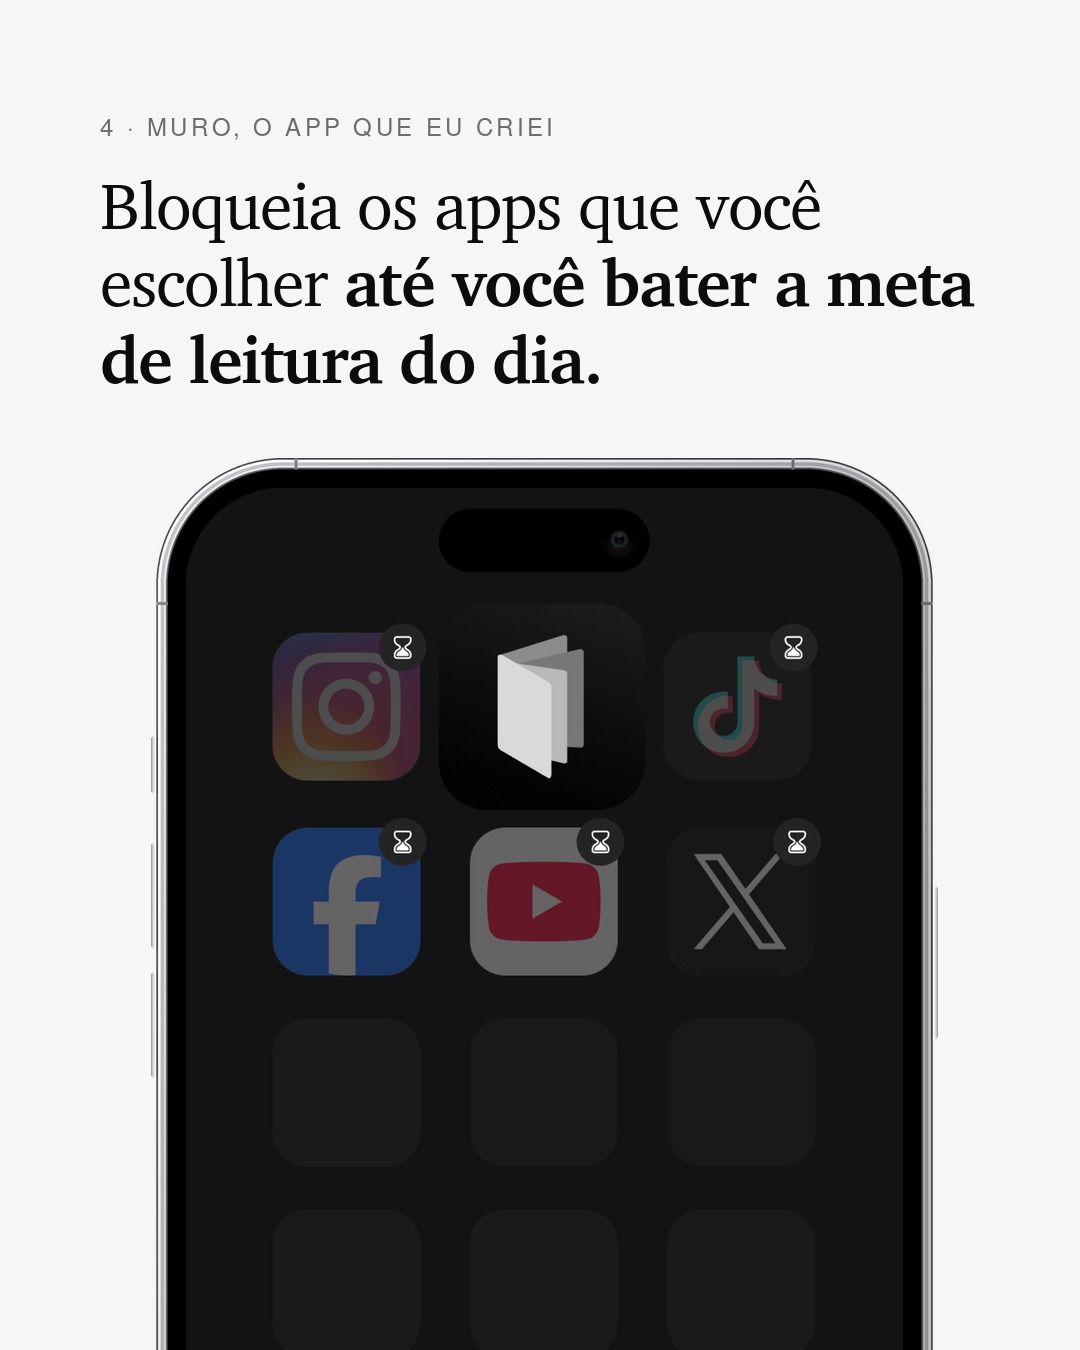 4 · MURO, O APP QUE EU CRIEI
Bloqueia os apps que você
escolher até você bater a meta
de leitura do dia.